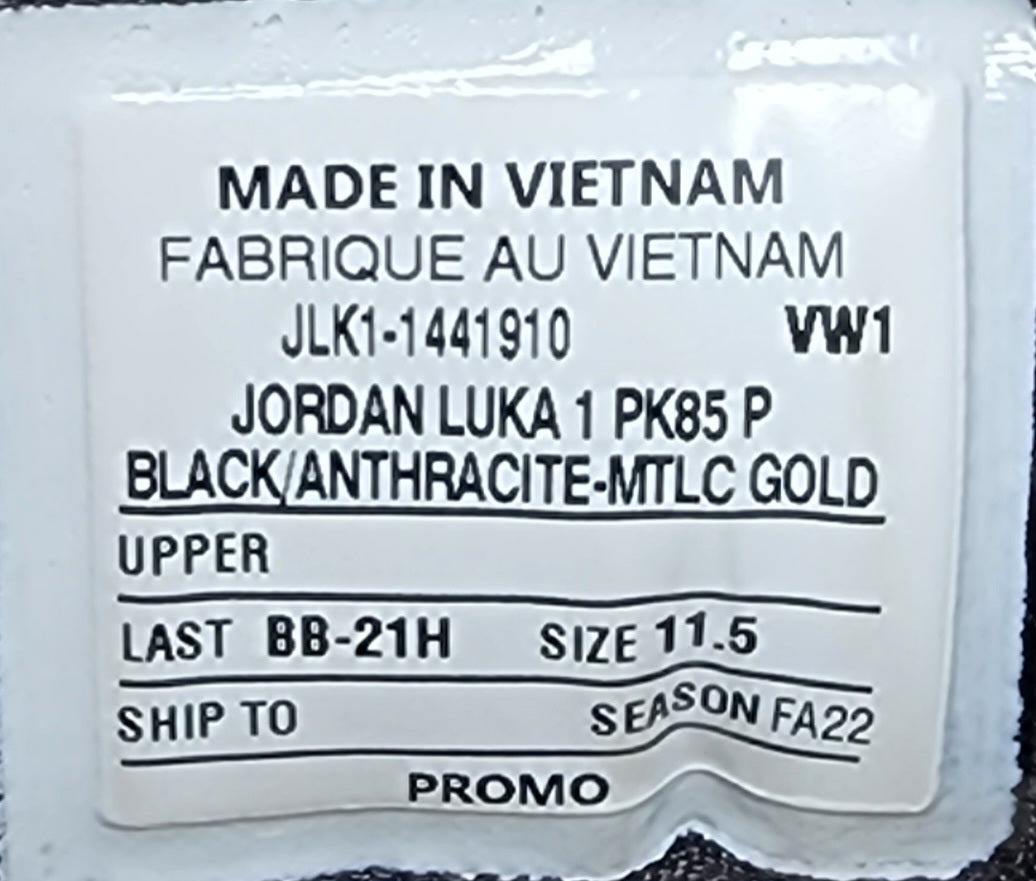 MADE IN VIETNAM
FABRIQUE AU VIETNAM
JLK1-1441910 VW1
JORDAN LUKA 1 PK85 P
BLACK/ANTHRACITE-MTLC GOLD
UPPER
LAST BB-21H SIZE 11.5
SHIP TO SEASON FA22
PROMO